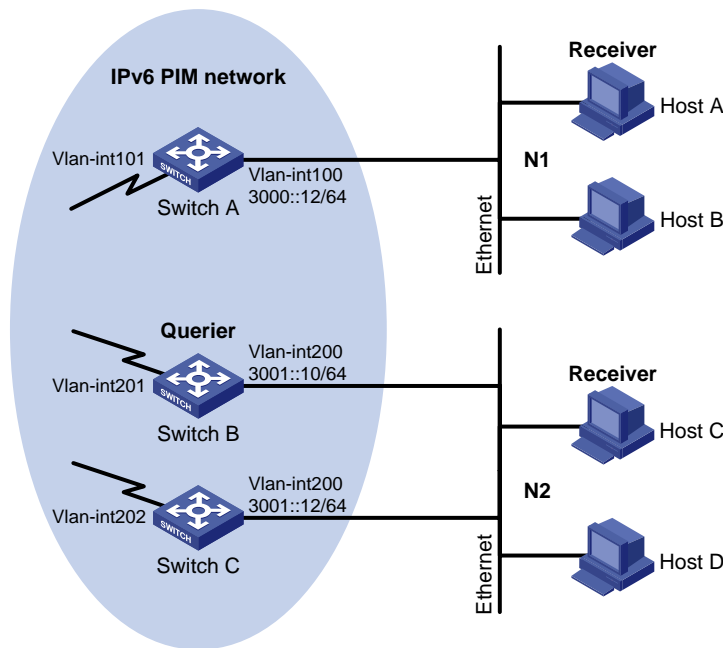 IPv6 PIM network
Receiver
Host A
Vlan-int101
SWITCH
Vlan-int100
3000::12/64
Switch A
N1
Ethernet
Host B
Querier
Vlan-int200
3001::10/64
Vlan-int201
SWITCH
Switch B
Receiver
Host C
Vlan-int200
3001::12/64
Vlan-int202
SWITCH
Switch C
N2
Ethernet
Host D